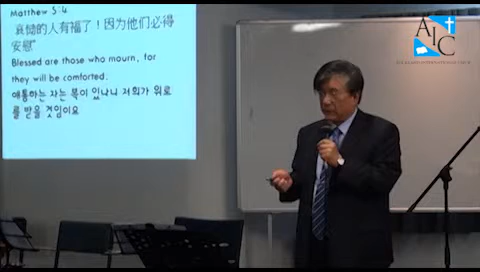 Matthew 5:4
"哀恸的人有福了！因为他们必得
安慰"
Blessed are those who mourn, for
they will be comforted.
애통하는 자는 복이 있나니 저희가 위로
를 받을 것임이요
AIC